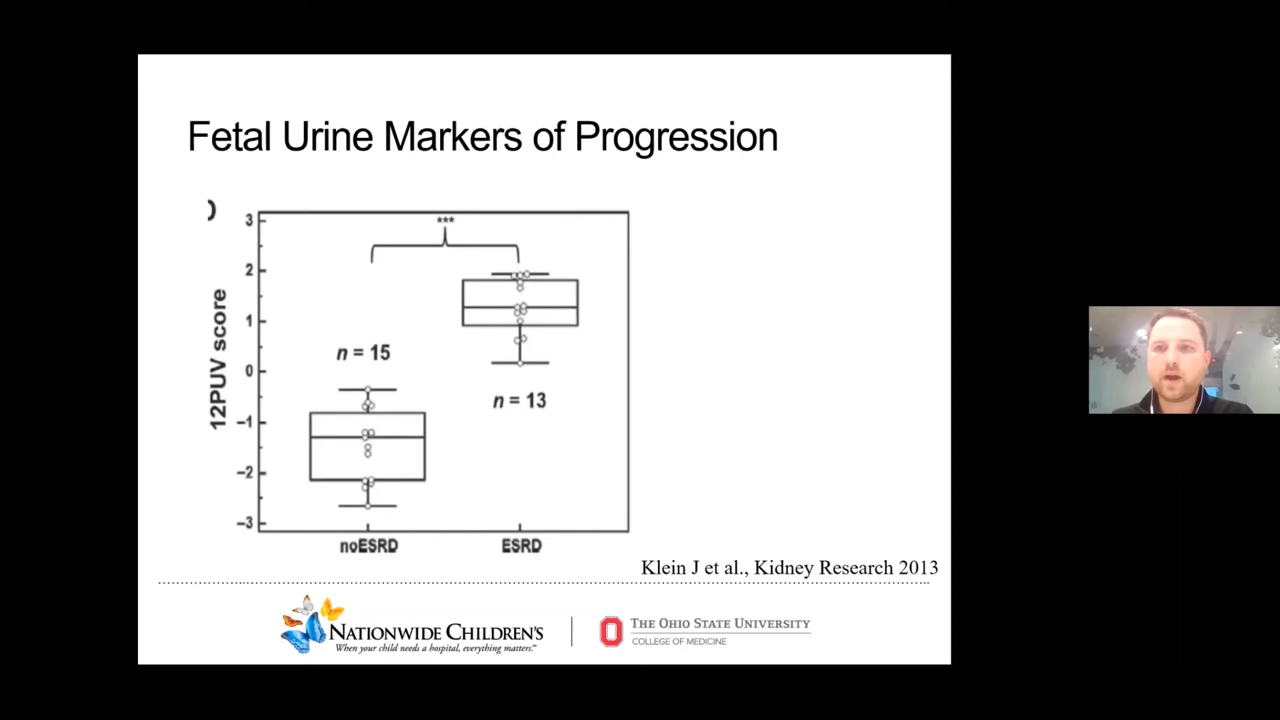 Fetal Urine Markers of Progression
D
3
2
1
0
−1
−2
−3
12PUV score
***
n = 15
n = 13
noESRD
ESRD
Klein J et al., Kidney Research 2013
NATIONWIDE CHILDREN'S
When your child needs a hospital, everything matters.™
THE OHIO STATE UNIVERSITY
COLLEGE OF MEDICINE